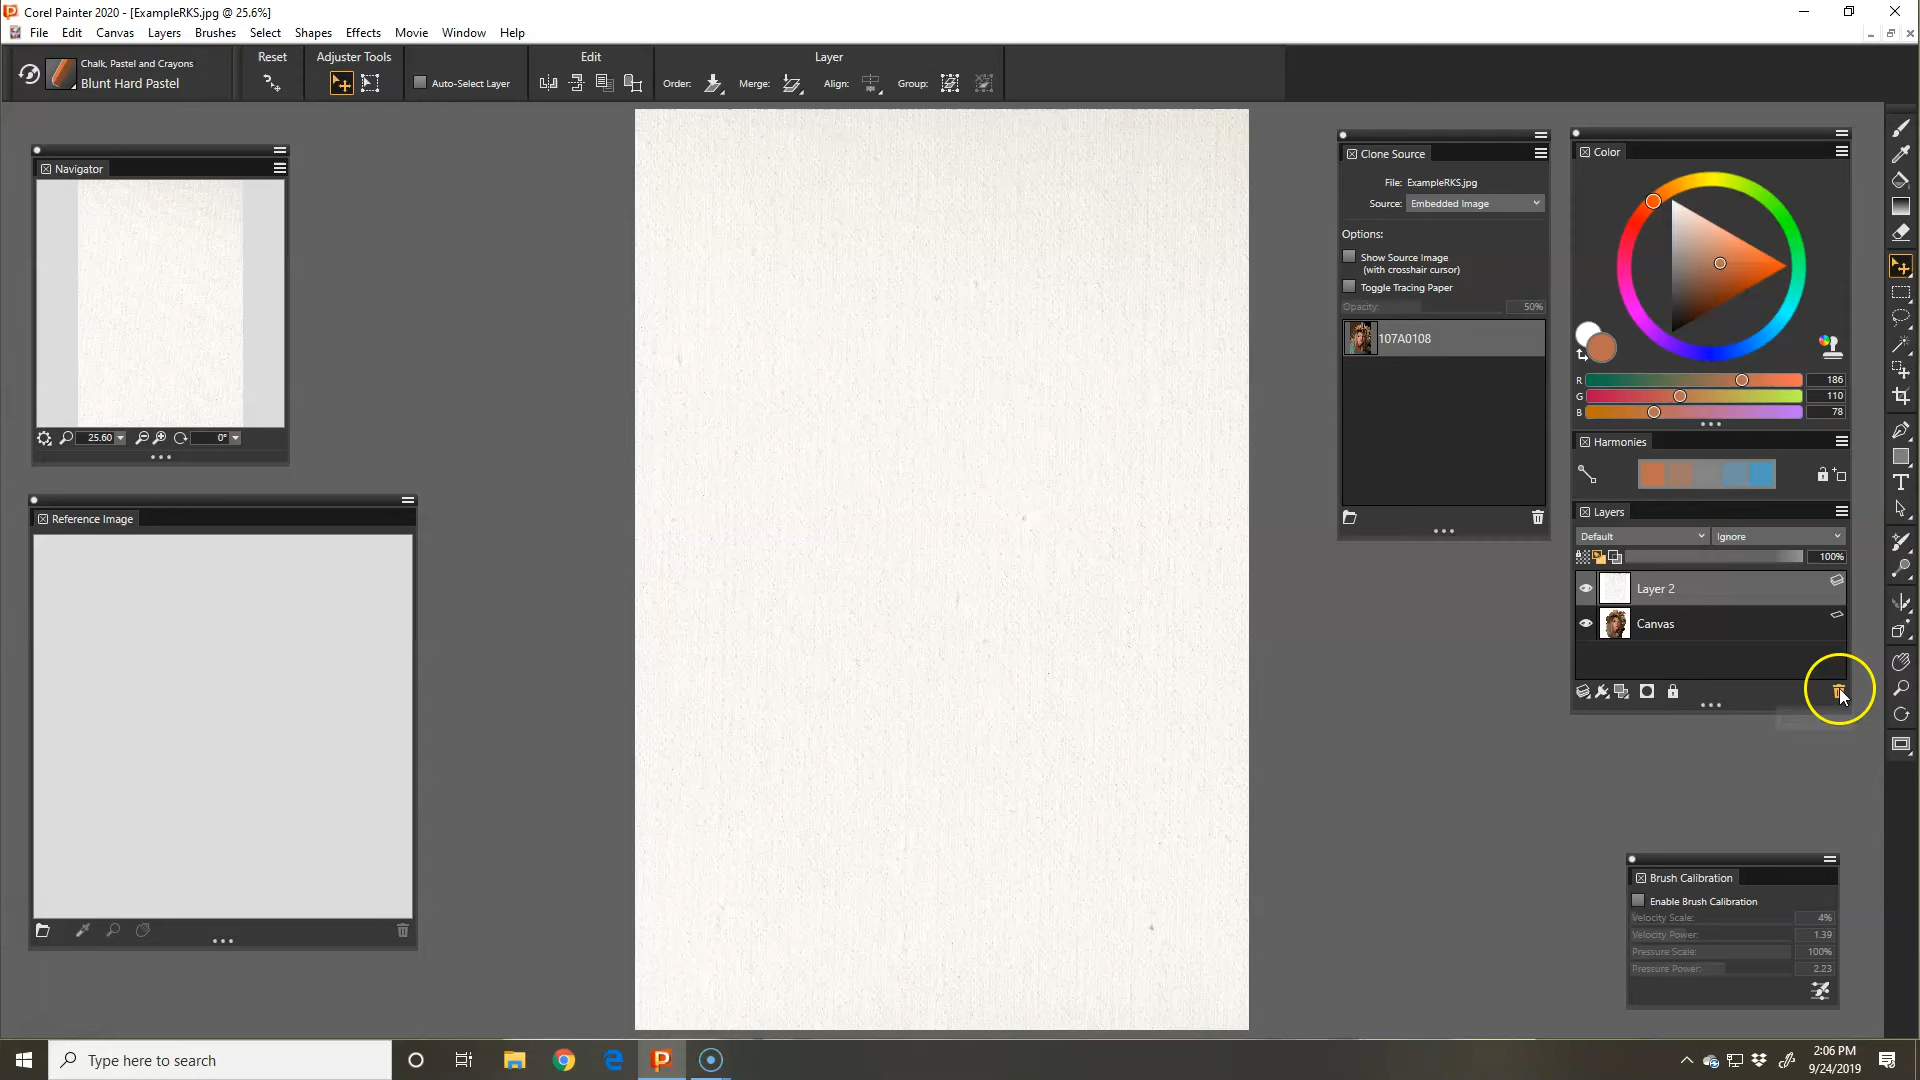 Corel Painter 2020 - [ExampleRKS.jpg @ 25.6%]
File Edit Canvas Layers Brushes Select Shapes Effects Movie Window Help
Chalk, Pastel and Crayons
Blunt Hard Pastel
Reset
Adjuster Tools
Auto-Select Layer
Edit
Layer
Order:
Merge:
Align:
Group:
Navigator
25.60
0°
Reference Image
Clone Source
File: ExampleRKS.jpg
Source: Embedded Image
Options:
Show Source Image
(with crosshair cursor)
Toggle Tracing Paper
Opacity: 50%
107A0108
Color
R 186
G 110
B 78
Harmonies
Layers
Default Ignore
100%
Layer 2
Canvas
T
Brush Calibration
Enable Brush Calibration
Velocity Scale: 4%
Velocity Power: 1.39
Pressure Scale: 100%
Pressure Power: 2.23
Type here to search
2:06 PM
9/24/2019